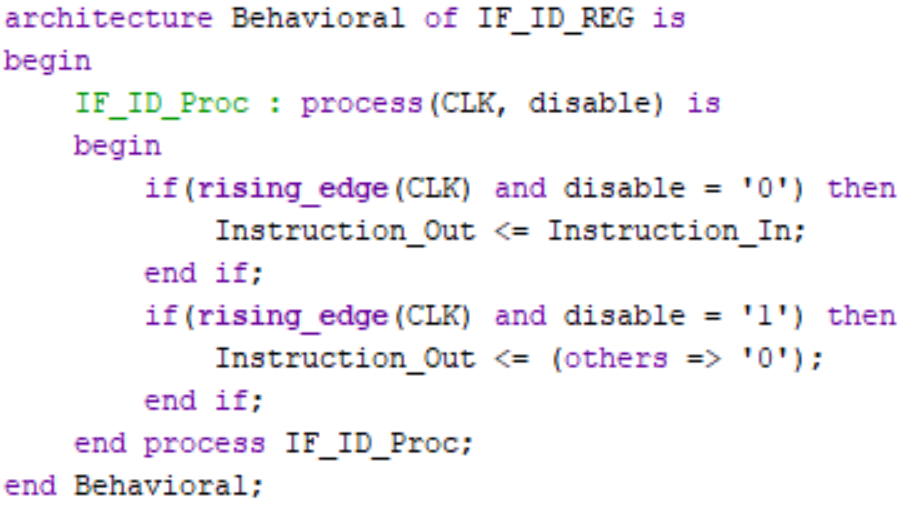 architecture Behavioral of IF_ID_REG is
begin
    IF_ID_Proc : process(CLK, disable) is
    begin
        if(rising_edge(CLK) and disable = '0') then
            Instruction_Out <= Instruction_In;
        end if;
        if(rising_edge(CLK) and disable = '1') then
            Instruction_Out <= (others => '0');
        end if;
    end process IF_ID_Proc;
end Behavioral;